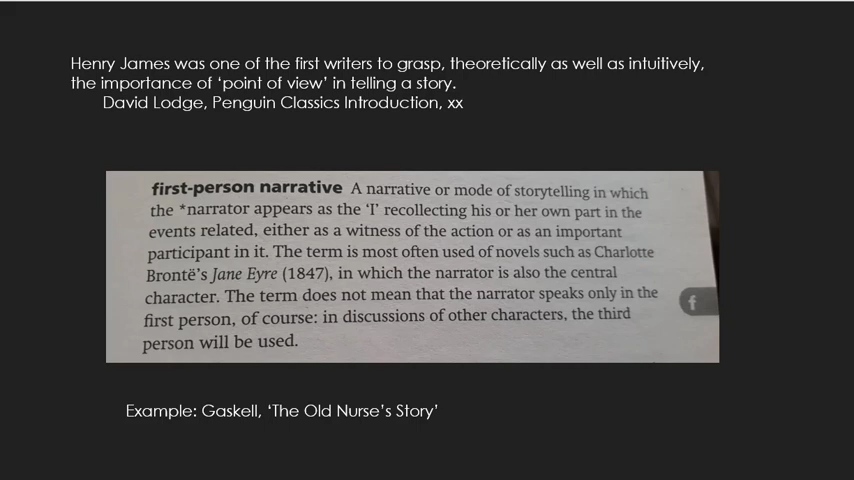 Henry James was one of the first writers to grasp, theoretically as well as intuitively,
the importance of ‘point of view’ in telling a story.
David Lodge, Penguin Classics Introduction, xx
first-person narrative A narrative or mode of storytelling in which
the *narrator appears as the ‘I’ recollecting his or her own part in the
events related, either as a witness of the action or as an important
participant in it. The term is most often used of novels such as Charlotte
Brontë’s Jane Eyre (1847), in which the narrator is also the central
character. The term does not mean that the narrator speaks only in the
first person, of course: in discussions of other characters, the third
person will be used.
f
Example: Gaskell, ‘The Old Nurse’s Story’